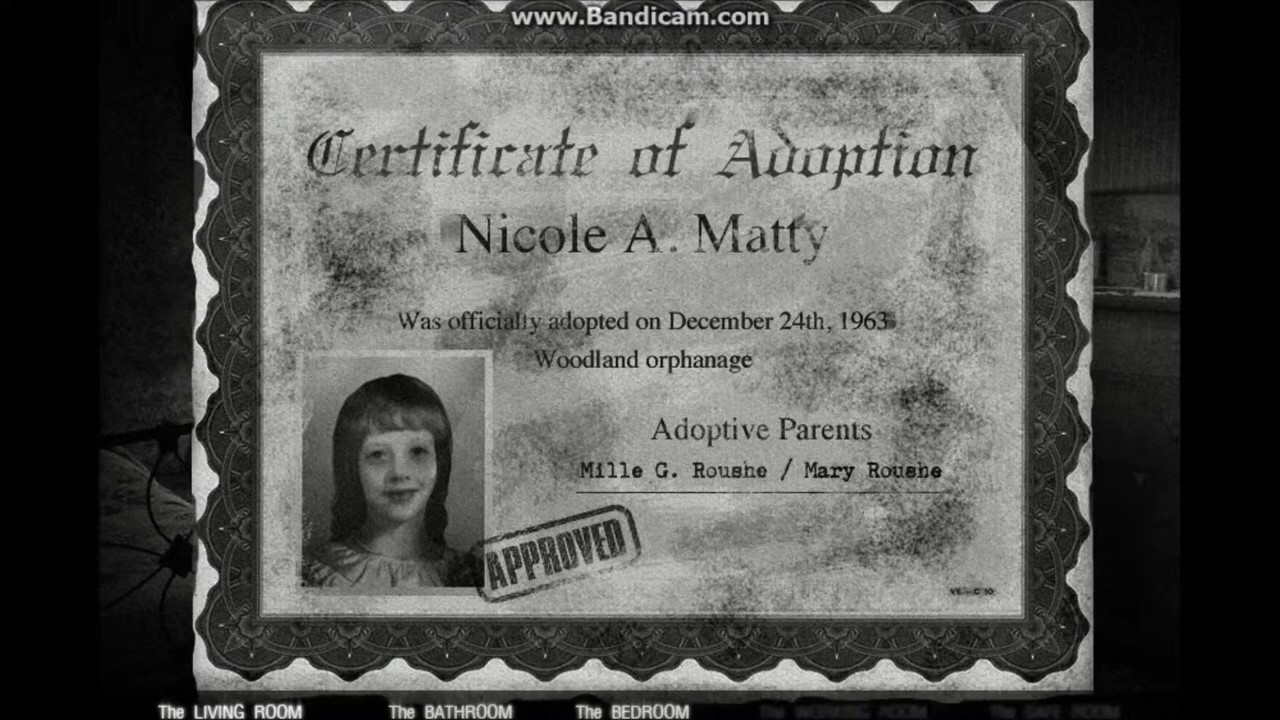 www.Bandicam.com
Certificate of Adoption
Nicole A. Matty
Was officially adopted on December 24th, 1963
Woodland orphanage
Adoptive Parents
Mille G. Roushe / Mary Roushe
APPROVED
The LIVING ROOM The BATHROOM The BEDROOM